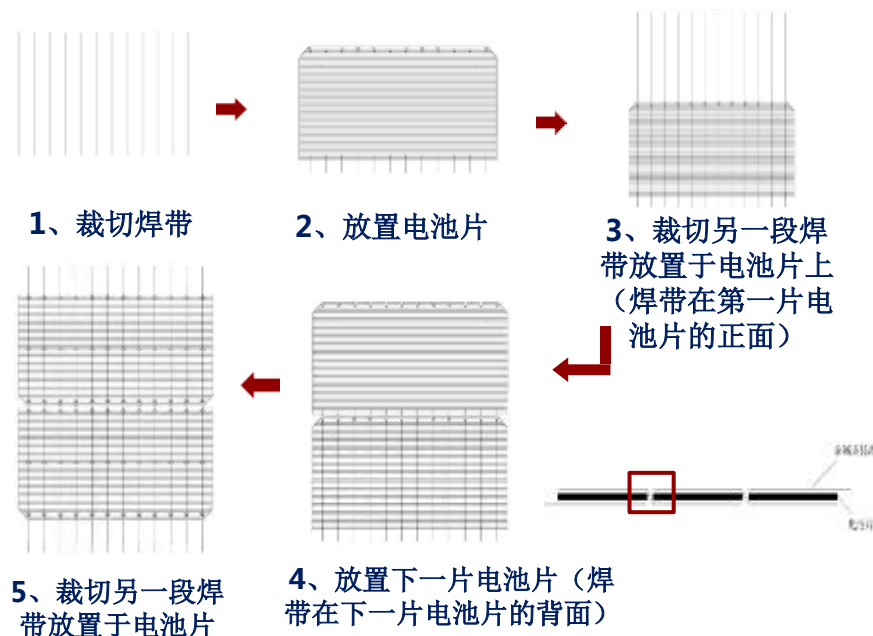 1、裁切焊带
2、放置电池片
3、裁切另一段焊
带放置于电池片上
（焊带在第一片电
池片的正面）
4、放置下一片电池片（焊
带在下一片电池片的背面）
5、裁切另一段焊
带放置于电池片